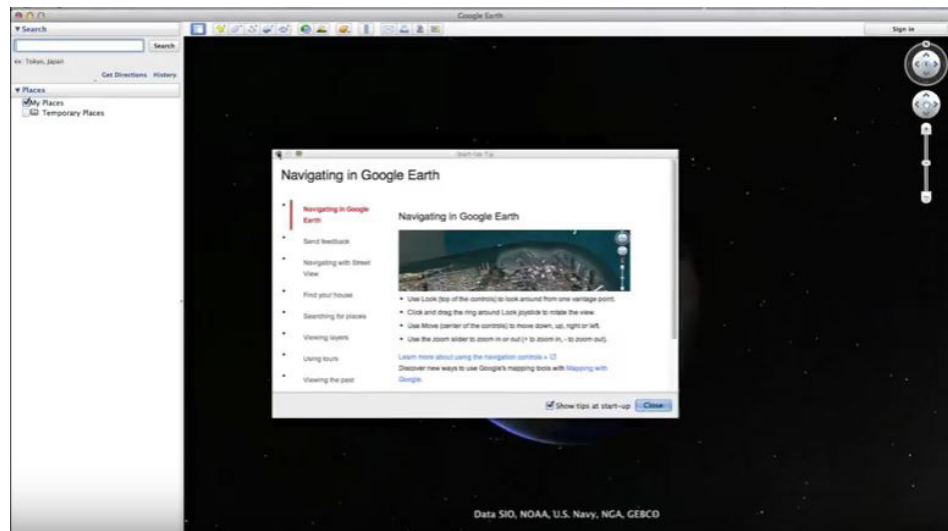 Google Earth
▼ Search
Search
ex: Tokyo, Japan
Get Directions History
▼ Places
My Places
Temporary Places
Sign in
Start-up Tip
Navigating in Google Earth
Navigating in Google
Earth
Send feedback
Navigating with Street
View
Find your house
Searching for places
Viewing layers
Using tours
Viewing the past
Navigating in Google Earth
• Use Look (top of the controls) to look around from one vantage point.
• Click and drag the ring around Look joystick to rotate the view.
• Use Move (center of the controls) to move down, up, right or left.
• Use the zoom slider to zoom in or out (+ to zoom in, - to zoom out).
Learn more about using the navigation controls »
Discover new ways to use Google's mapping tools with Mapping with
Google.
Show tips at start-up Close
Data SIO, NOAA, U.S. Navy, NGA, GEBCO